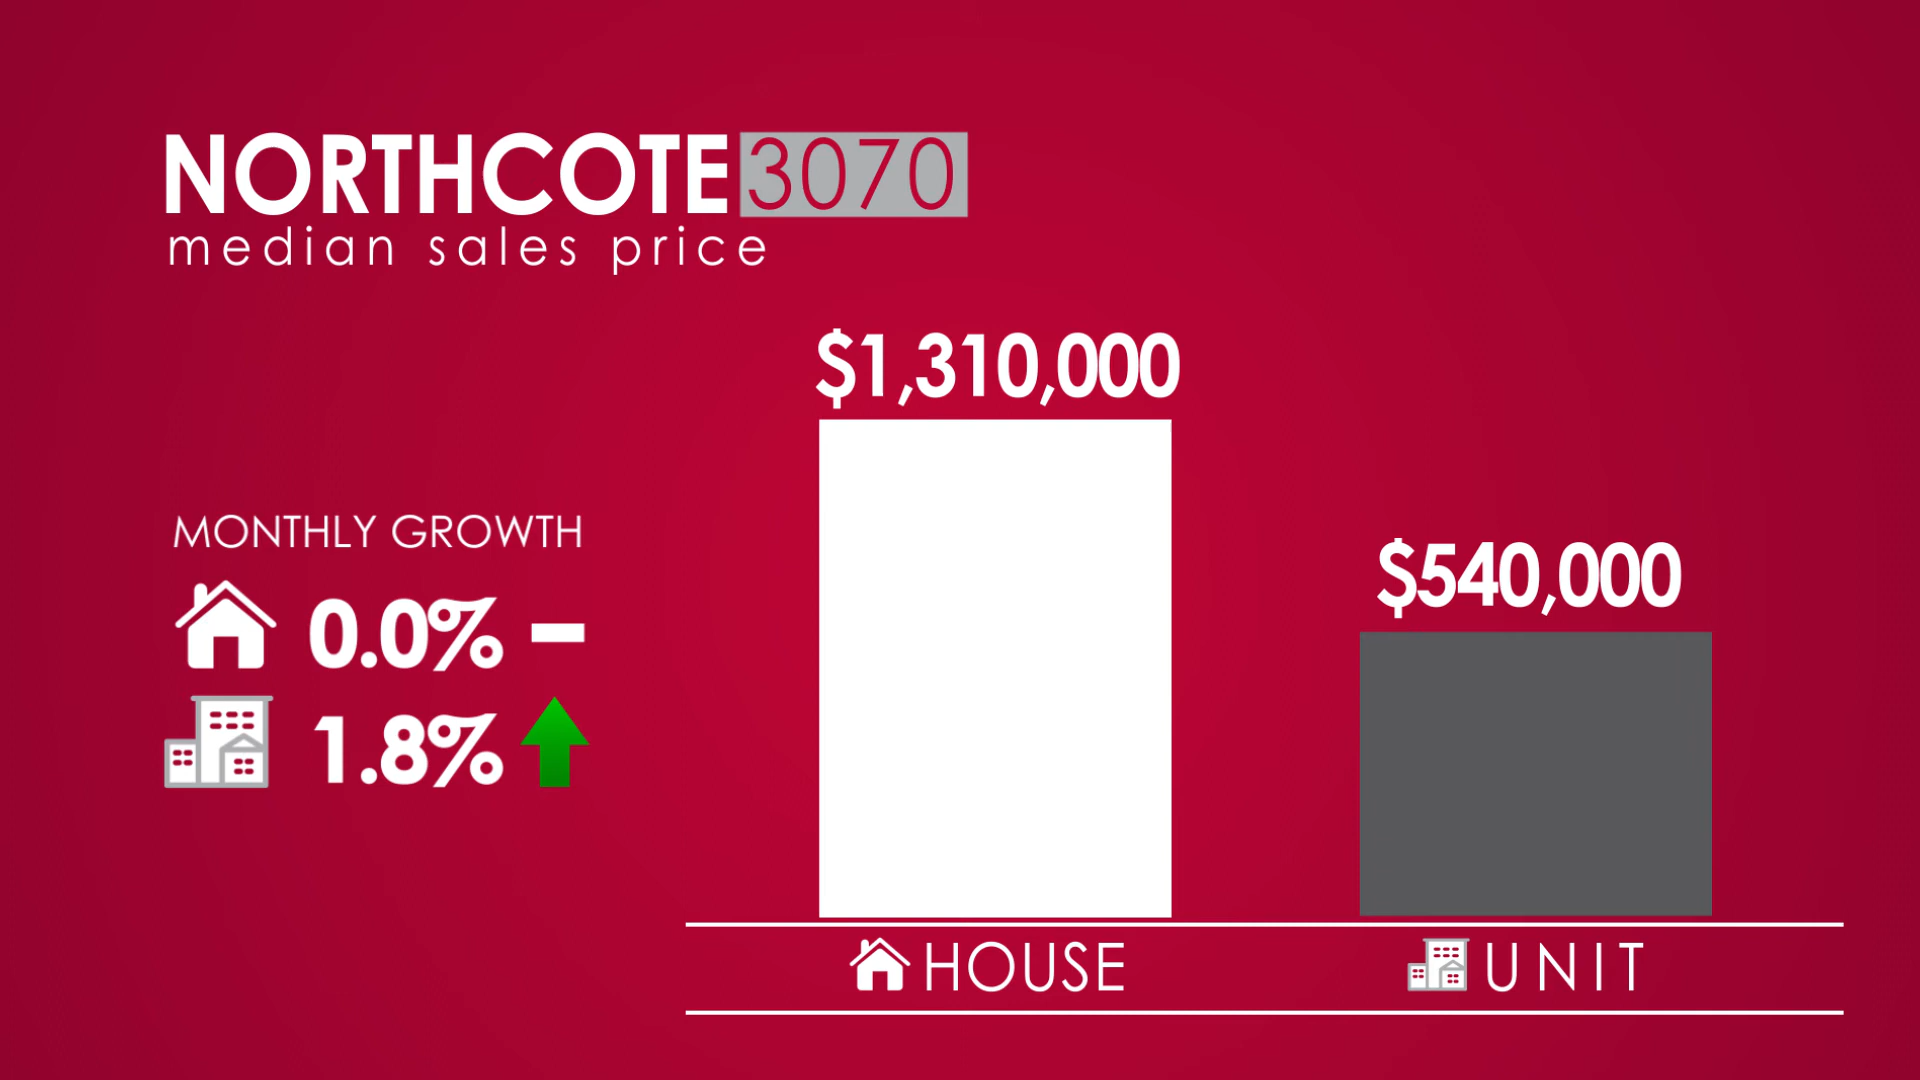 NORTHCOTE 3070
median sales price
$1,310,000
$540,000
MONTHLY GROWTH
0.0%
1.8%
HOUSE
UNIT